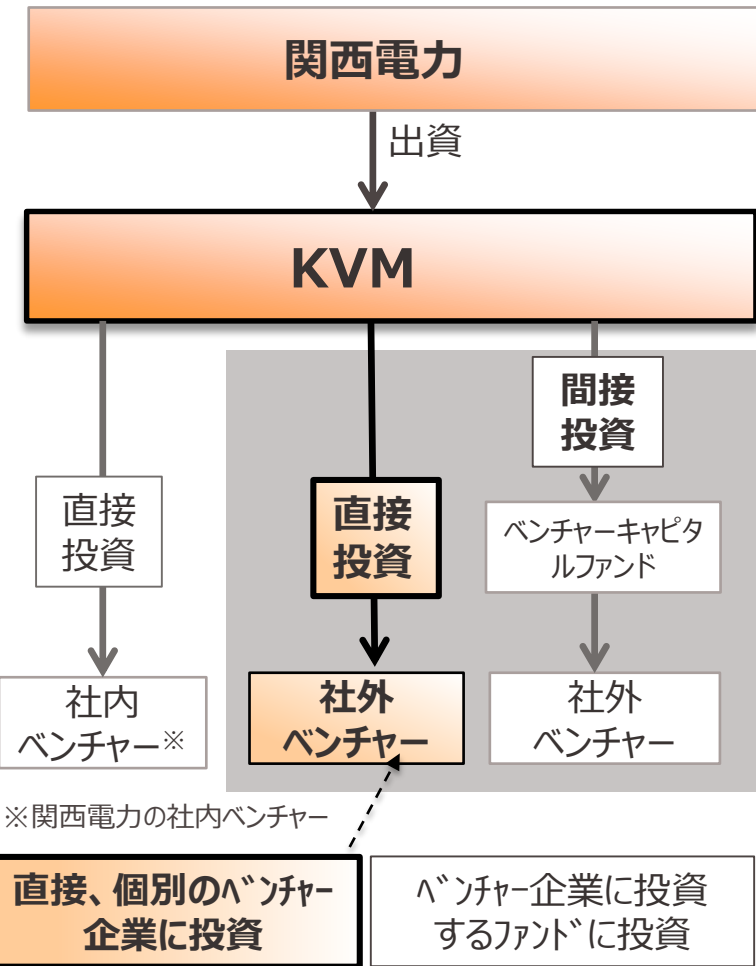 関西電力
出資
KVM
間接
投資
直接
投資
直接
投資
ベンチャーキャピタ
ルファンド
社内
ベンチャー※
社外
ベンチャー
社外
ベンチャー
※関西電力の社内ベンチャー
直接、個別のﾍﾞﾝﾁｬｰ
企業に投資
ﾍﾞﾝﾁｬｰ企業に投資
するﾌｧﾝﾄﾞに投資